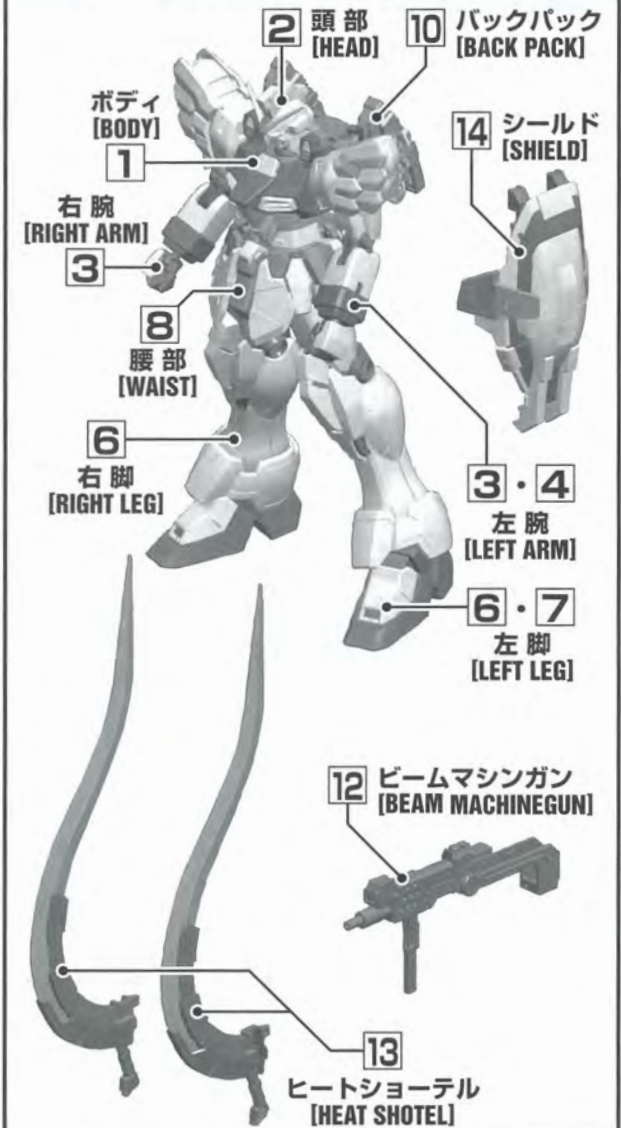 2 頭部
[HEAD]
10 バックパック
[BACK PACK]
ボディ
[BODY]
1
14 シールド
[SHIELD]
右腕
[RIGHT ARM]
3
8
腰部
[WAIST]
6
右脚
[RIGHT LEG]
3・4
左腕
[LEFT ARM]
6・7
左脚
[LEFT LEG]
12 ビームマシンガン
[BEAM MACHINEGUN]
13
ヒートショーテル
[HEAT SHOTEL]